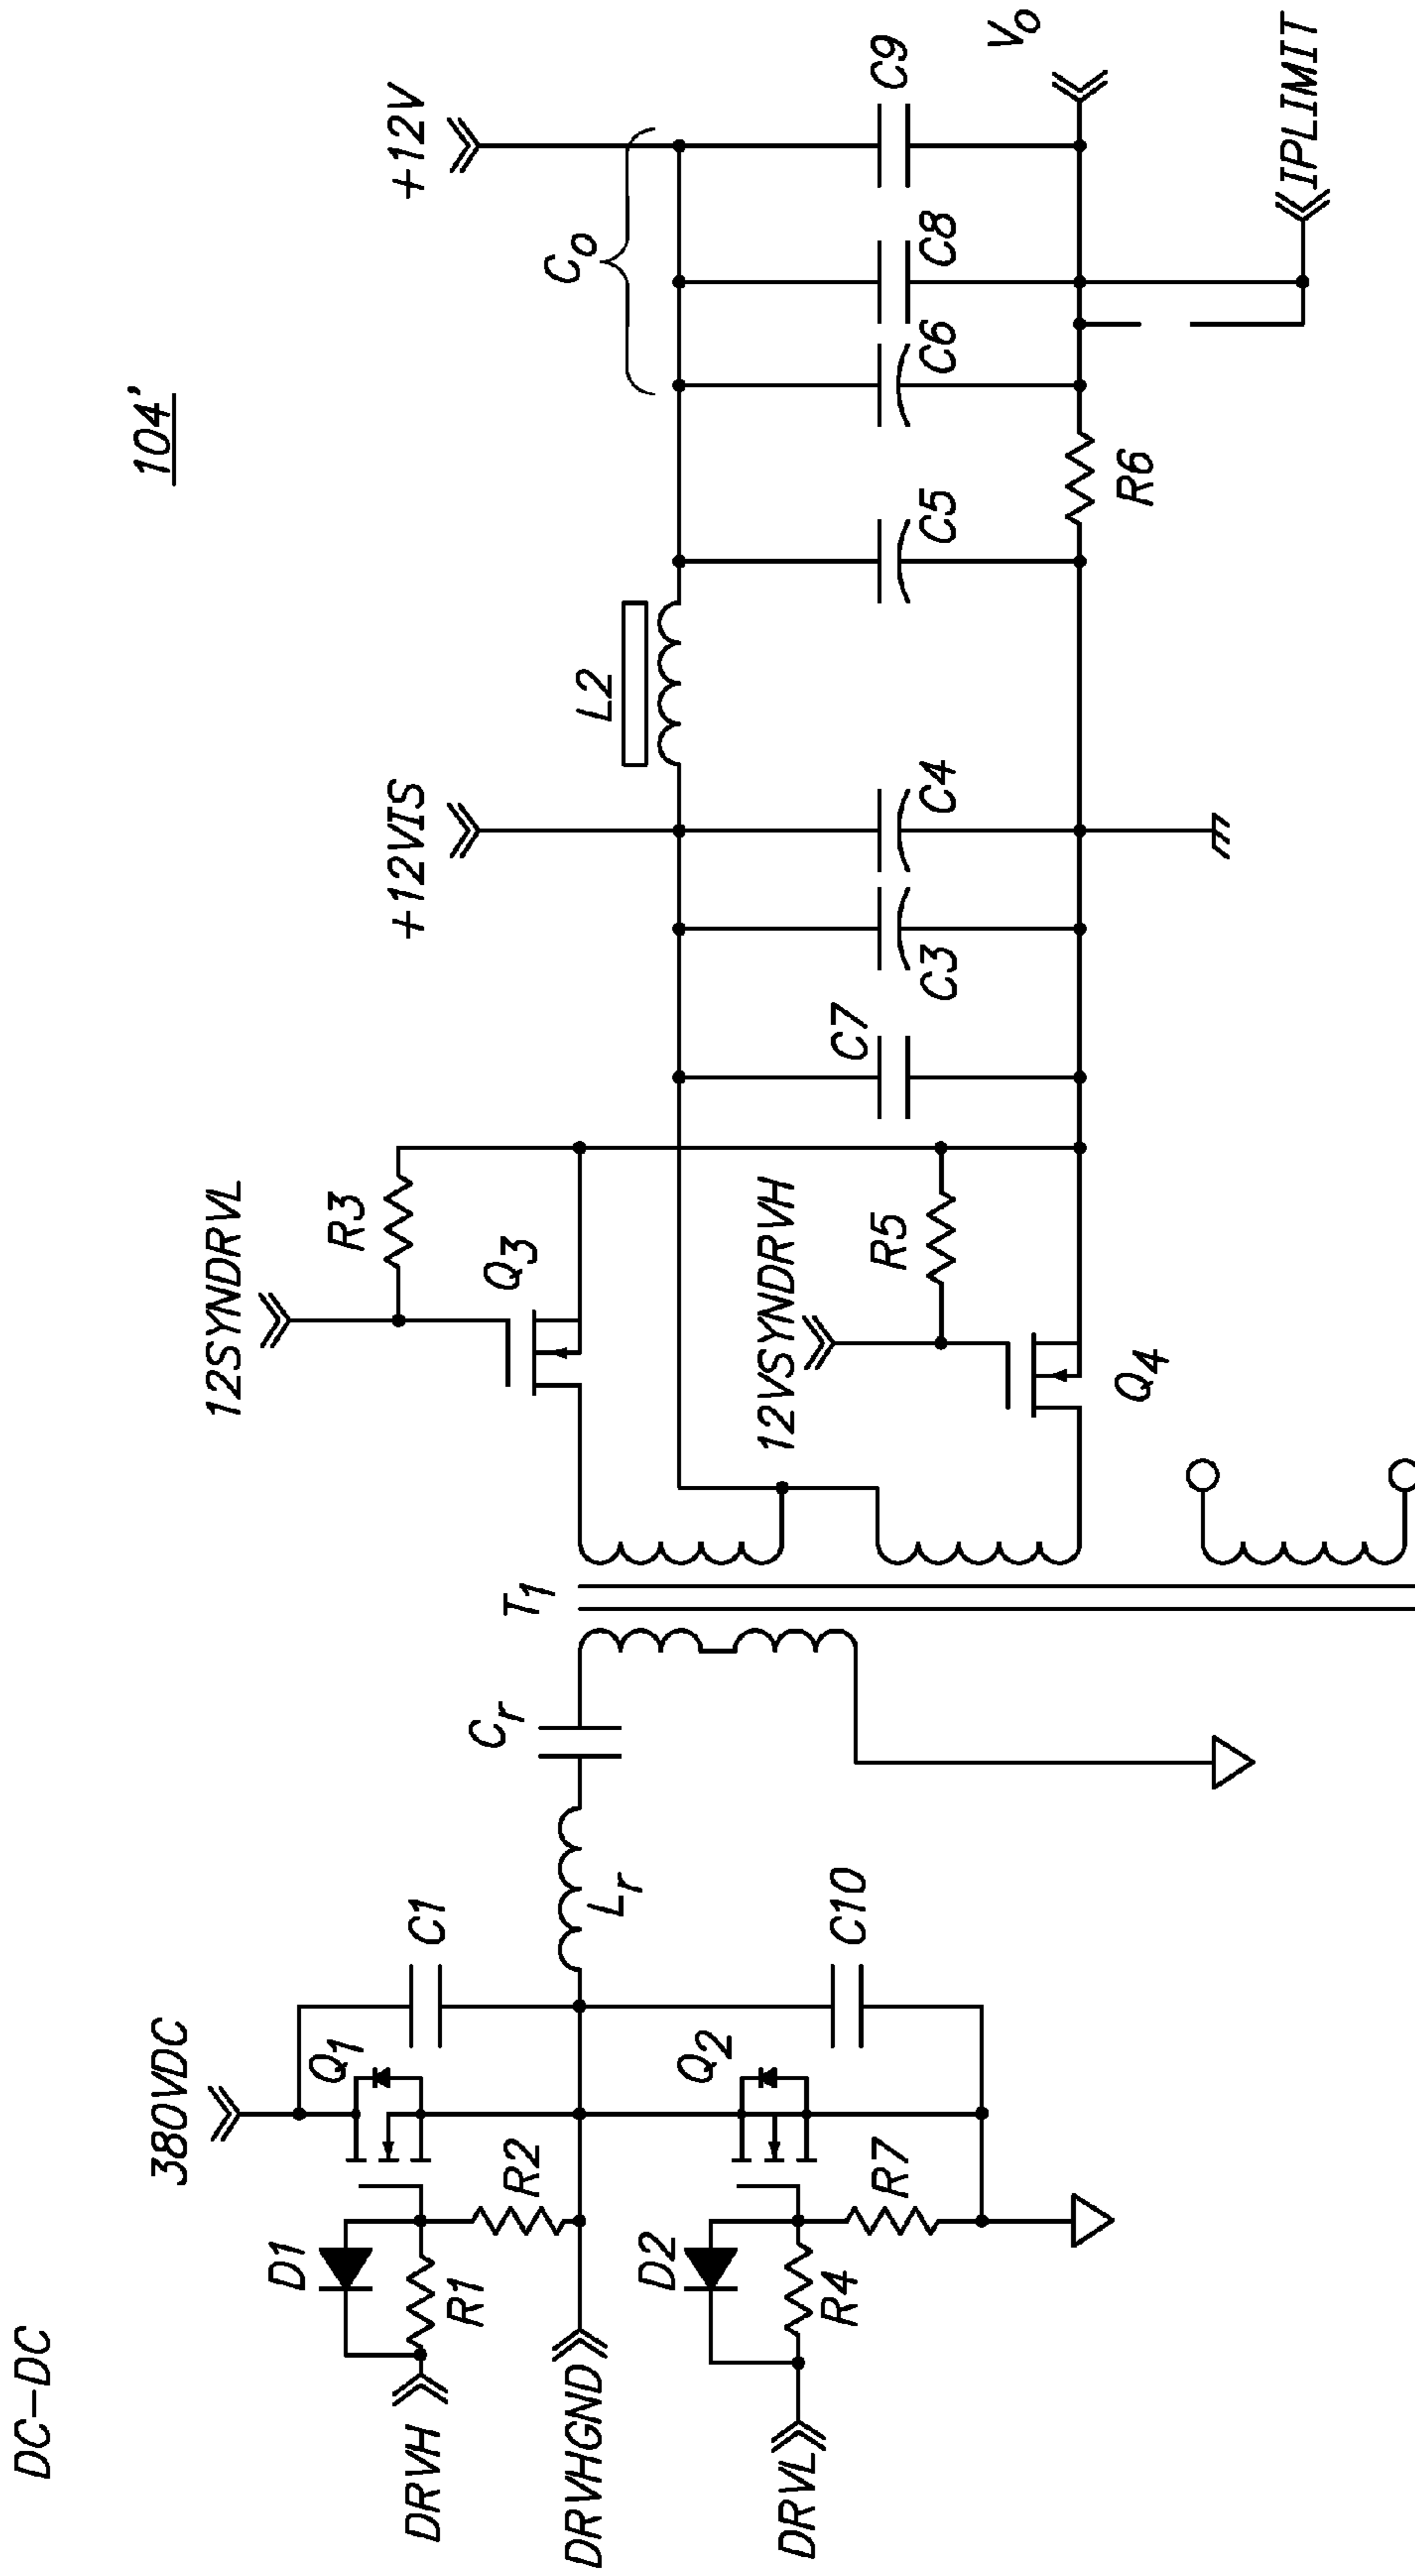 DC-DC
104'
380VDC
12SYNDRVL
+12VIS
+12V
D1
Q1
C1
R3
L2
Co
DRVH
R1
R2
Cr
T1
Q3
Lr
DRVHGND
12VSYNDRVH
R5
C7
C3
C4
C5
C6
C8
C9
D2
Q2
C10
DRVL
R4
R7
Q4
R6
Vo
IPLIMIT